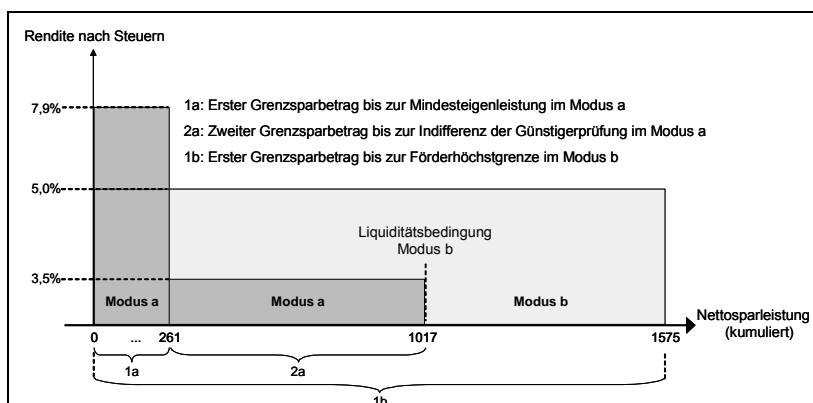 Rendite nach Steuern
7,9%
1a: Erster Grenzsparbetrag bis zur Mindesteigenleistung im Modus a
2a: Zweiter Grenzsparbetrag bis zur Indifferenz der Günstigerprüfung im Modus a
1b: Erster Grenzsparbetrag bis zur Förderhöchstgrenze im Modus b
5,0%
Liquiditätsbedingung
Modus b
3,5%
Modus a
Modus a
Modus b
Nettosparleistung
(kumuliert)
0 ... 261 1017 1575
1a 2a
1b